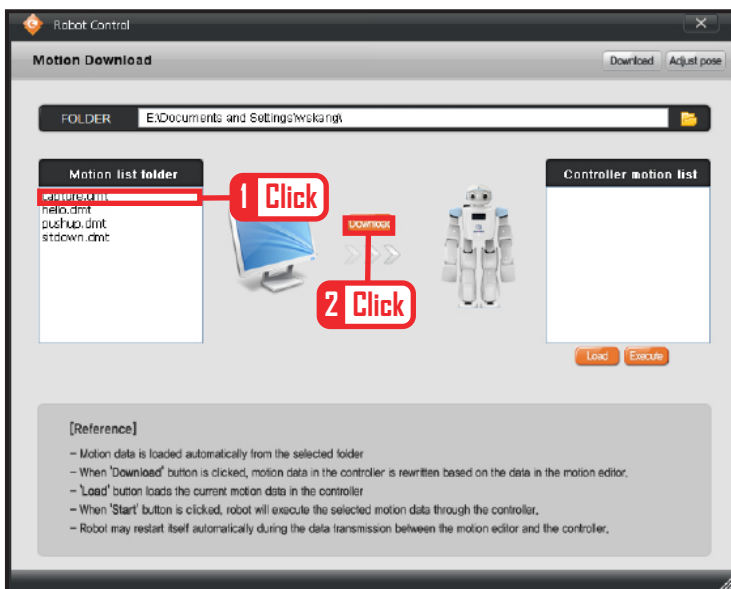 Robot Control
Motion Download
Download Adjust pose
FOLDER E:\Documents and Settings\wskang\
Motion list folder
Controller motion list
capture.dmt
hello.dmt
pushup.dmt
stdown.dmt
1 Click
Download
2 Click
Load Execute
[Reference]
- Motion data is loaded automatically from the selected folder
- When 'Download' button is clicked, motion data in the controller is rewritten based on the data in the motion editor.
- 'Load' button loads the current motion data in the controller
- When 'Start' button is clicked, robot will execute the selected motion data through the controller.
- Robot may restart itself automatically during the data transmission between the motion editor and the controller.